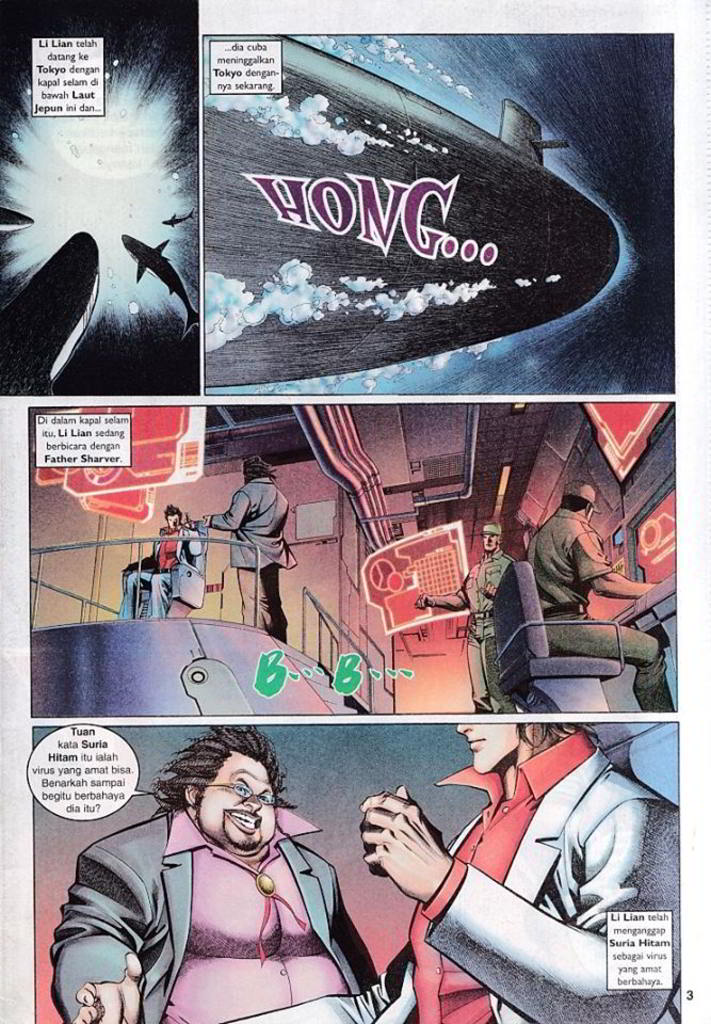 Li Lian telah
datang ke
Tokyo dengan
kapal selam di
bawah Laut
Jepun ini dan...
...dia cuba
meninggalkan
Tokyo dengan-
nya sekarang.
HONG...
Di dalam kapal selam
itu, Li Lian sedang
berbicara dengan
Father Sharver.
B... B...
Tuan
kata Suria
Hitam itu ialah
virus yang amat bisa.
Benarkah sampai
begitu berbahaya
dia itu?
Li Lian telah
menganggap
Suria Hitam
sebagai virus
yang amat
berbahaya.
3